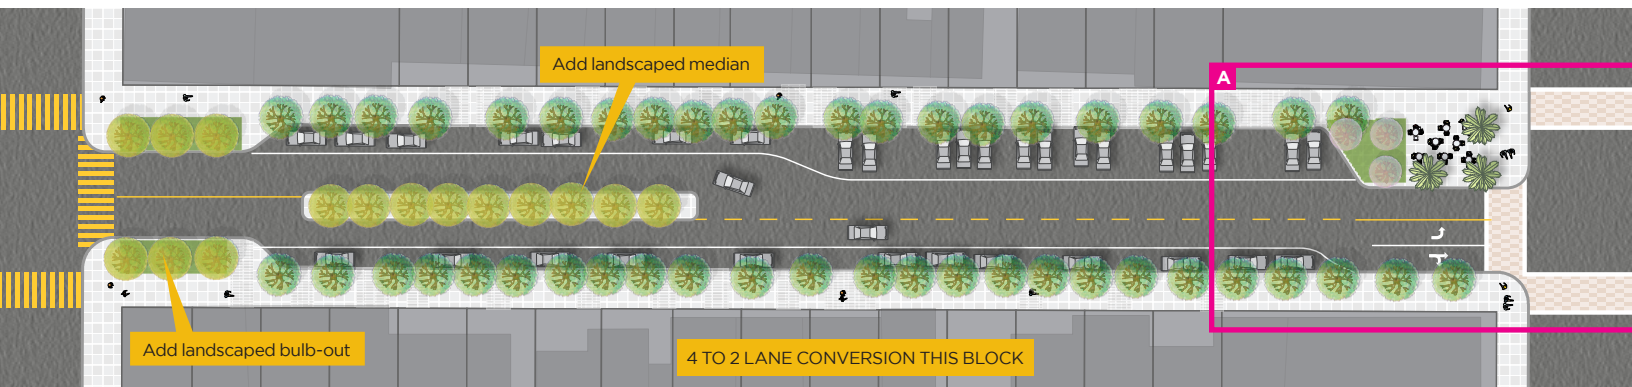 Add landscaped median
A
Add landscaped bulb-out
4 TO 2 LANE CONVERSION THIS BLOCK